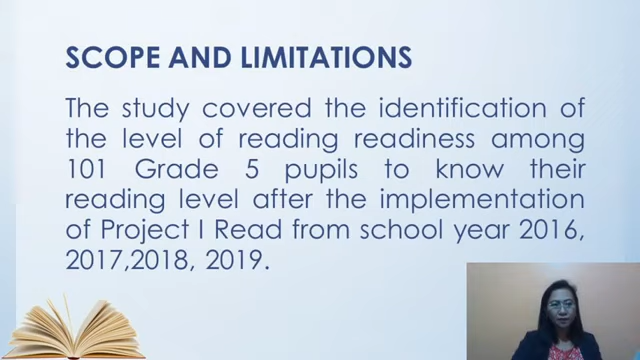 SCOPE AND LIMITATIONS
The study covered the identification of
the level of reading readiness among
101 Grade 5 pupils to know their
reading level after the implementation
of Project I Read from school year 2016,
2017,2018, 2019.